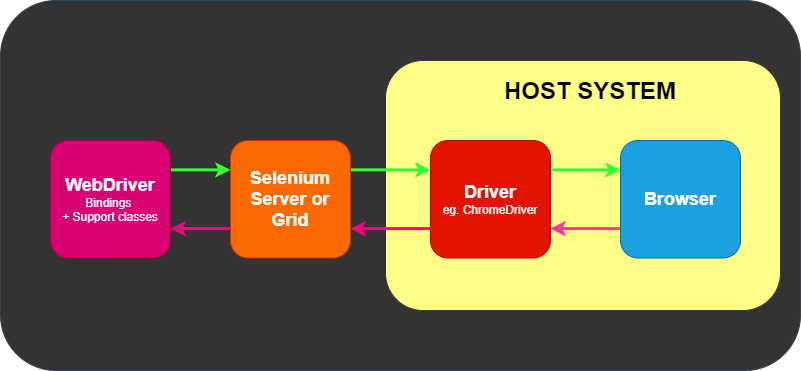 HOST SYSTEM
WebDriver
Bindings
+ Support classes
Selenium
Server or
Grid
Driver
eg. ChromeDriver
Browser